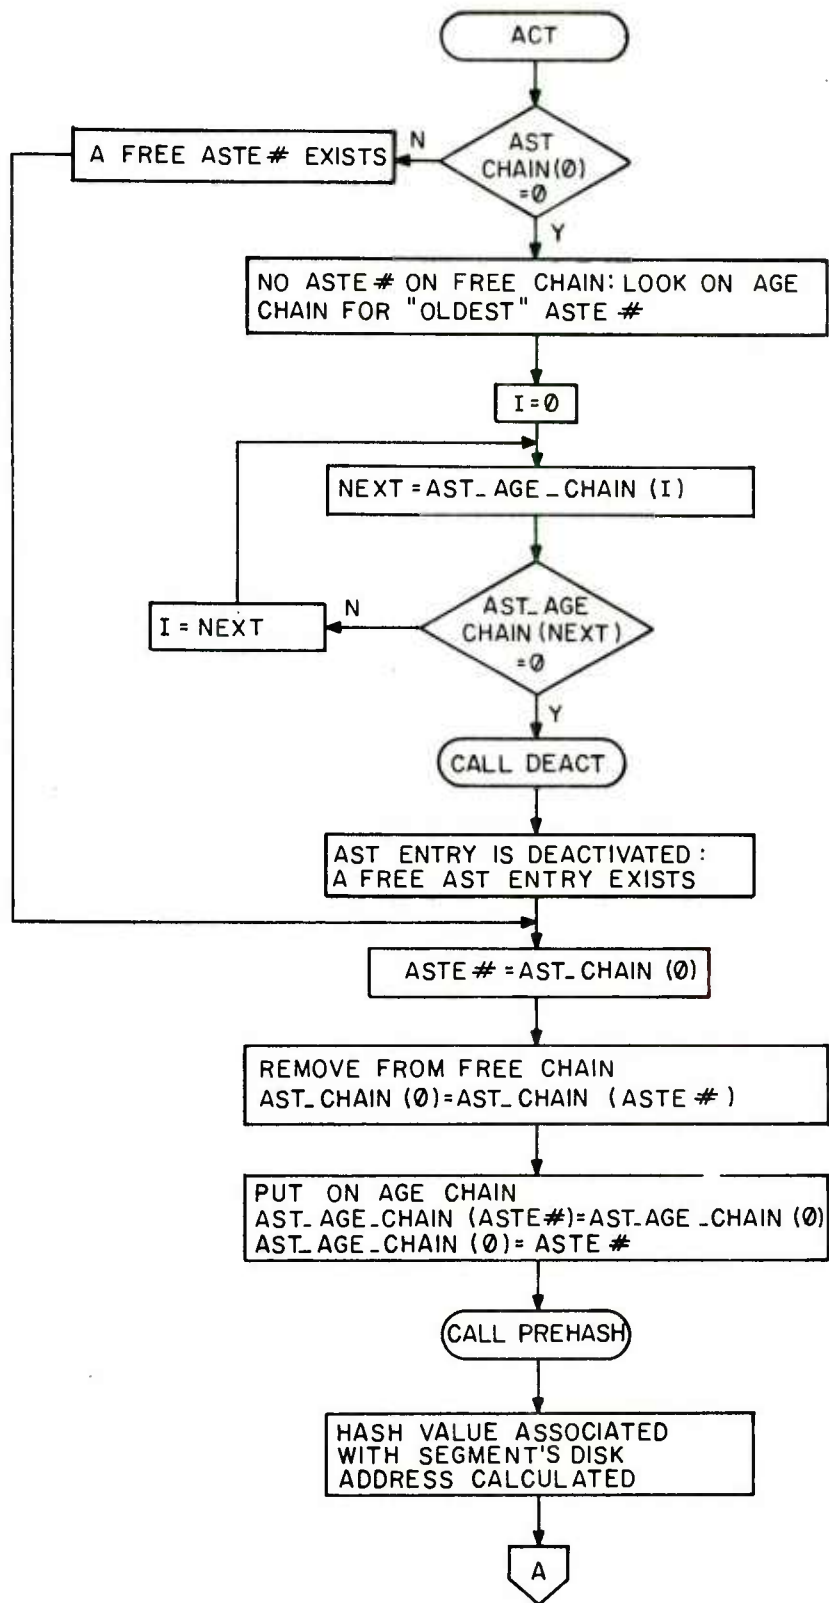 ACT
AST
CHAIN(Ø)
=Ø
N
A FREE ASTE# EXISTS
Y
NO ASTE# ON FREE CHAIN: LOOK ON AGE
CHAIN FOR "OLDEST" ASTE #
I=Ø
NEXT=AST_AGE_CHAIN (I)
AST_AGE
CHAIN(NEXT)
=Ø
N
I=NEXT
Y
CALL DEACT
AST ENTRY IS DEACTIVATED:
A FREE AST ENTRY EXISTS
ASTE#=AST_CHAIN (Ø)
REMOVE FROM FREE CHAIN
AST_CHAIN (Ø)=AST_CHAIN (ASTE#)
PUT ON AGE CHAIN
AST_AGE_CHAIN (ASTE#)=AST_AGE_CHAIN (Ø)
AST_AGE_CHAIN (Ø)= ASTE #
CALL PREHASH
HASH VALUE ASSOCIATED
WITH SEGMENT'S DISK
ADDRESS CALCULATED
A